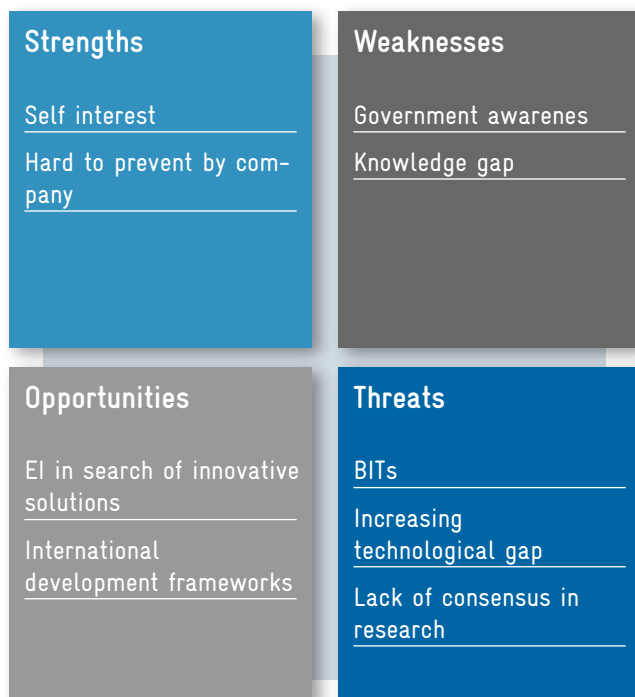 Strengths
Self interest
Hard to prevent by com-
pany
Weaknesses
Government awarenes
Knowledge gap
Opportunities
EI in search of innovative
solutions
International
development frameworks
Threats
BITs
Increasing
technological gap
Lack of consensus in
research